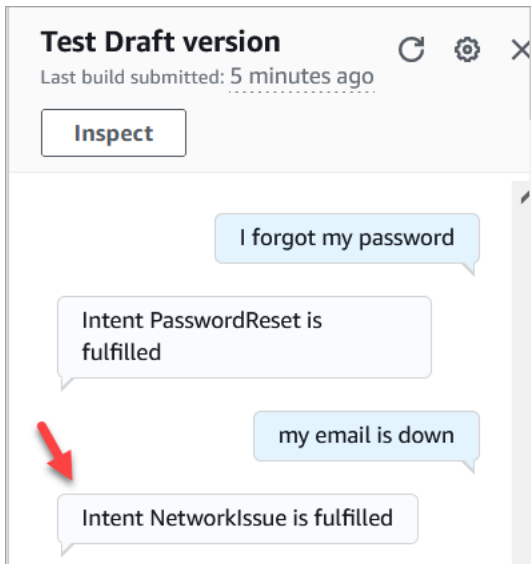 Test Draft version
Last build submitted: 5 minutes ago
Inspect
I forgot my password
Intent PasswordReset is
fulfilled
my email is down
Intent NetworkIssue is fulfilled